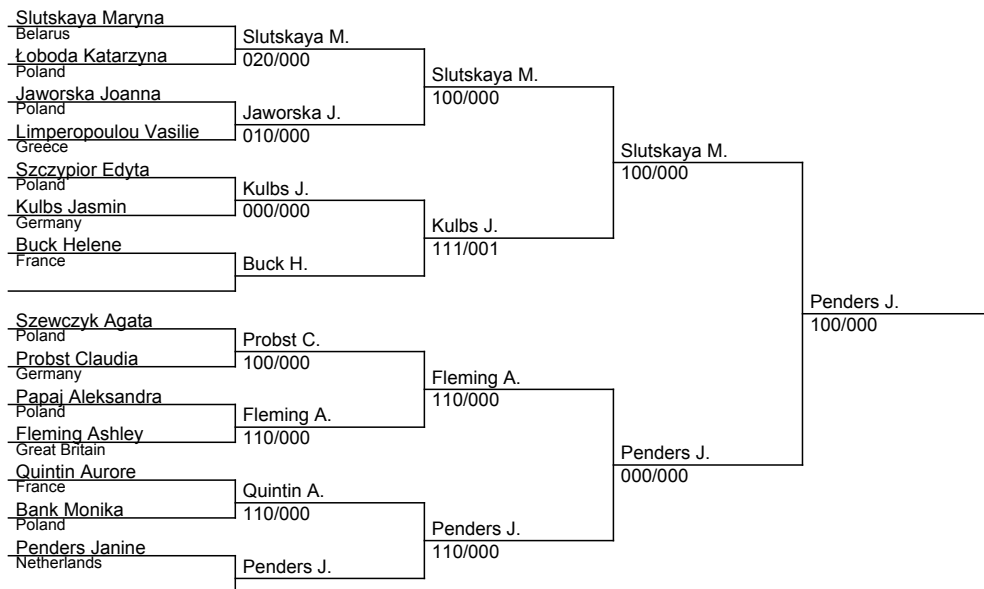 Slutskaya Maryna
Belarus
Łoboda Katarzyna
Poland
Jaworska Joanna
Poland
Limperopoulou Vasilie
Greece
Szczypior Edyta
Poland
Kulbs Jasmin
Germany
Buck Helene
France
Szewczyk Agata
Poland
Probst Claudia
Germany
Papaj Aleksandra
Poland
Fleming Ashley
Great Britain
Quintin Aurore
France
Bank Monika
Poland
Penders Janine
Netherlands
Slutskaya M.
020/000
Jaworska J.
010/000
Kulbs J.
000/000
Buck H.
Probst C.
100/000
Fleming A.
110/000
Quintin A.
110/000
Penders J.
Slutskaya M.
100/000
Kulbs J.
111/001
Fleming A.
110/000
Penders J.
110/000
Slutskaya M.
100/000
Penders J.
000/000
Penders J.
100/000